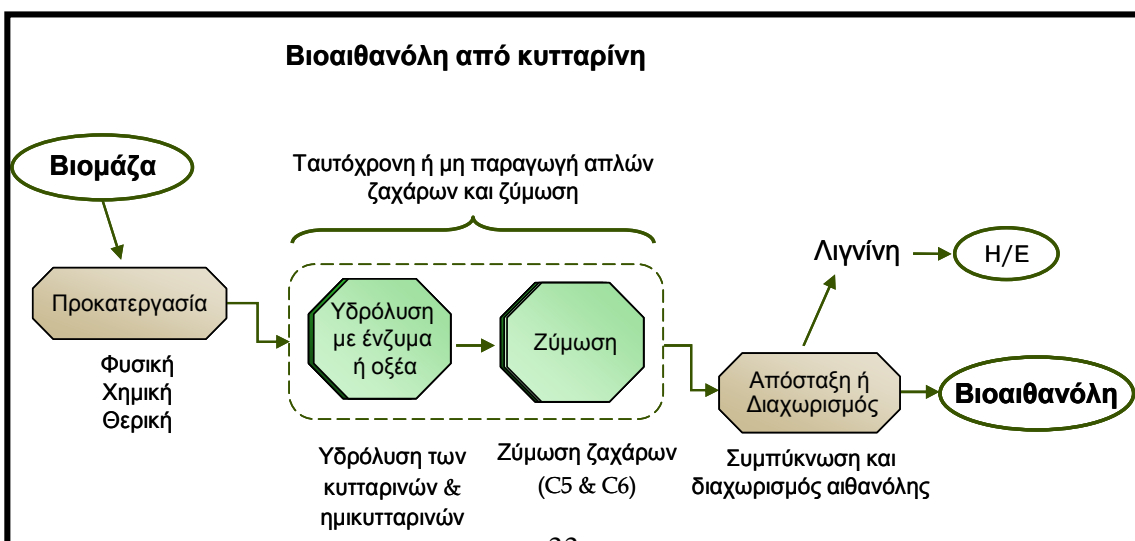 Βιοαιθανόλη από κυτταρίνη
Βιομάζα
Ταυτόχρονη ή μη παραγωγή απλών
ζαχάρων και ζύμωση
Προκατεργασία
Φυσική
Χημική
Θερική
Υδρόλυση
με ένζυμα
ή οξέα
Ζύμωση
Υδρόλυση των
κυτταρινών &
ημικυτταρινών
Ζύμωση ζαχάρων
(C5 & C6)
Λιγνίνη
Η/Ε
Απόσταξη ή
Διαχωρισμός
Βιοαιθανόλη
Συμπύκνωση και
διαχωρισμός αιθανόλης